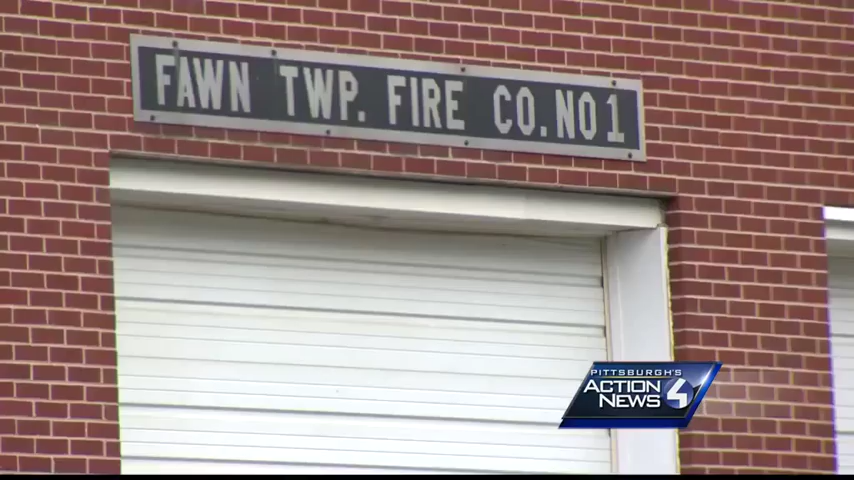 FAWN TWP. FIRE CO. NO 1
PITTSBURGH'S
ACTION
NEWS 4